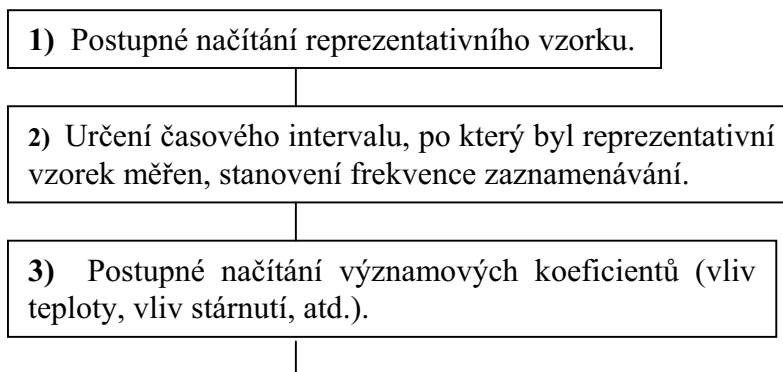 1) Postupné načítání reprezentativního vzorku.
2) Určení časového intervalu, po který byl reprezentativní
vzorek měřen, stanovení frekvence zaznamenávání.
3) Postupné načítání významových koeficientů (vliv
teploty, vliv stárnutí, atd.).